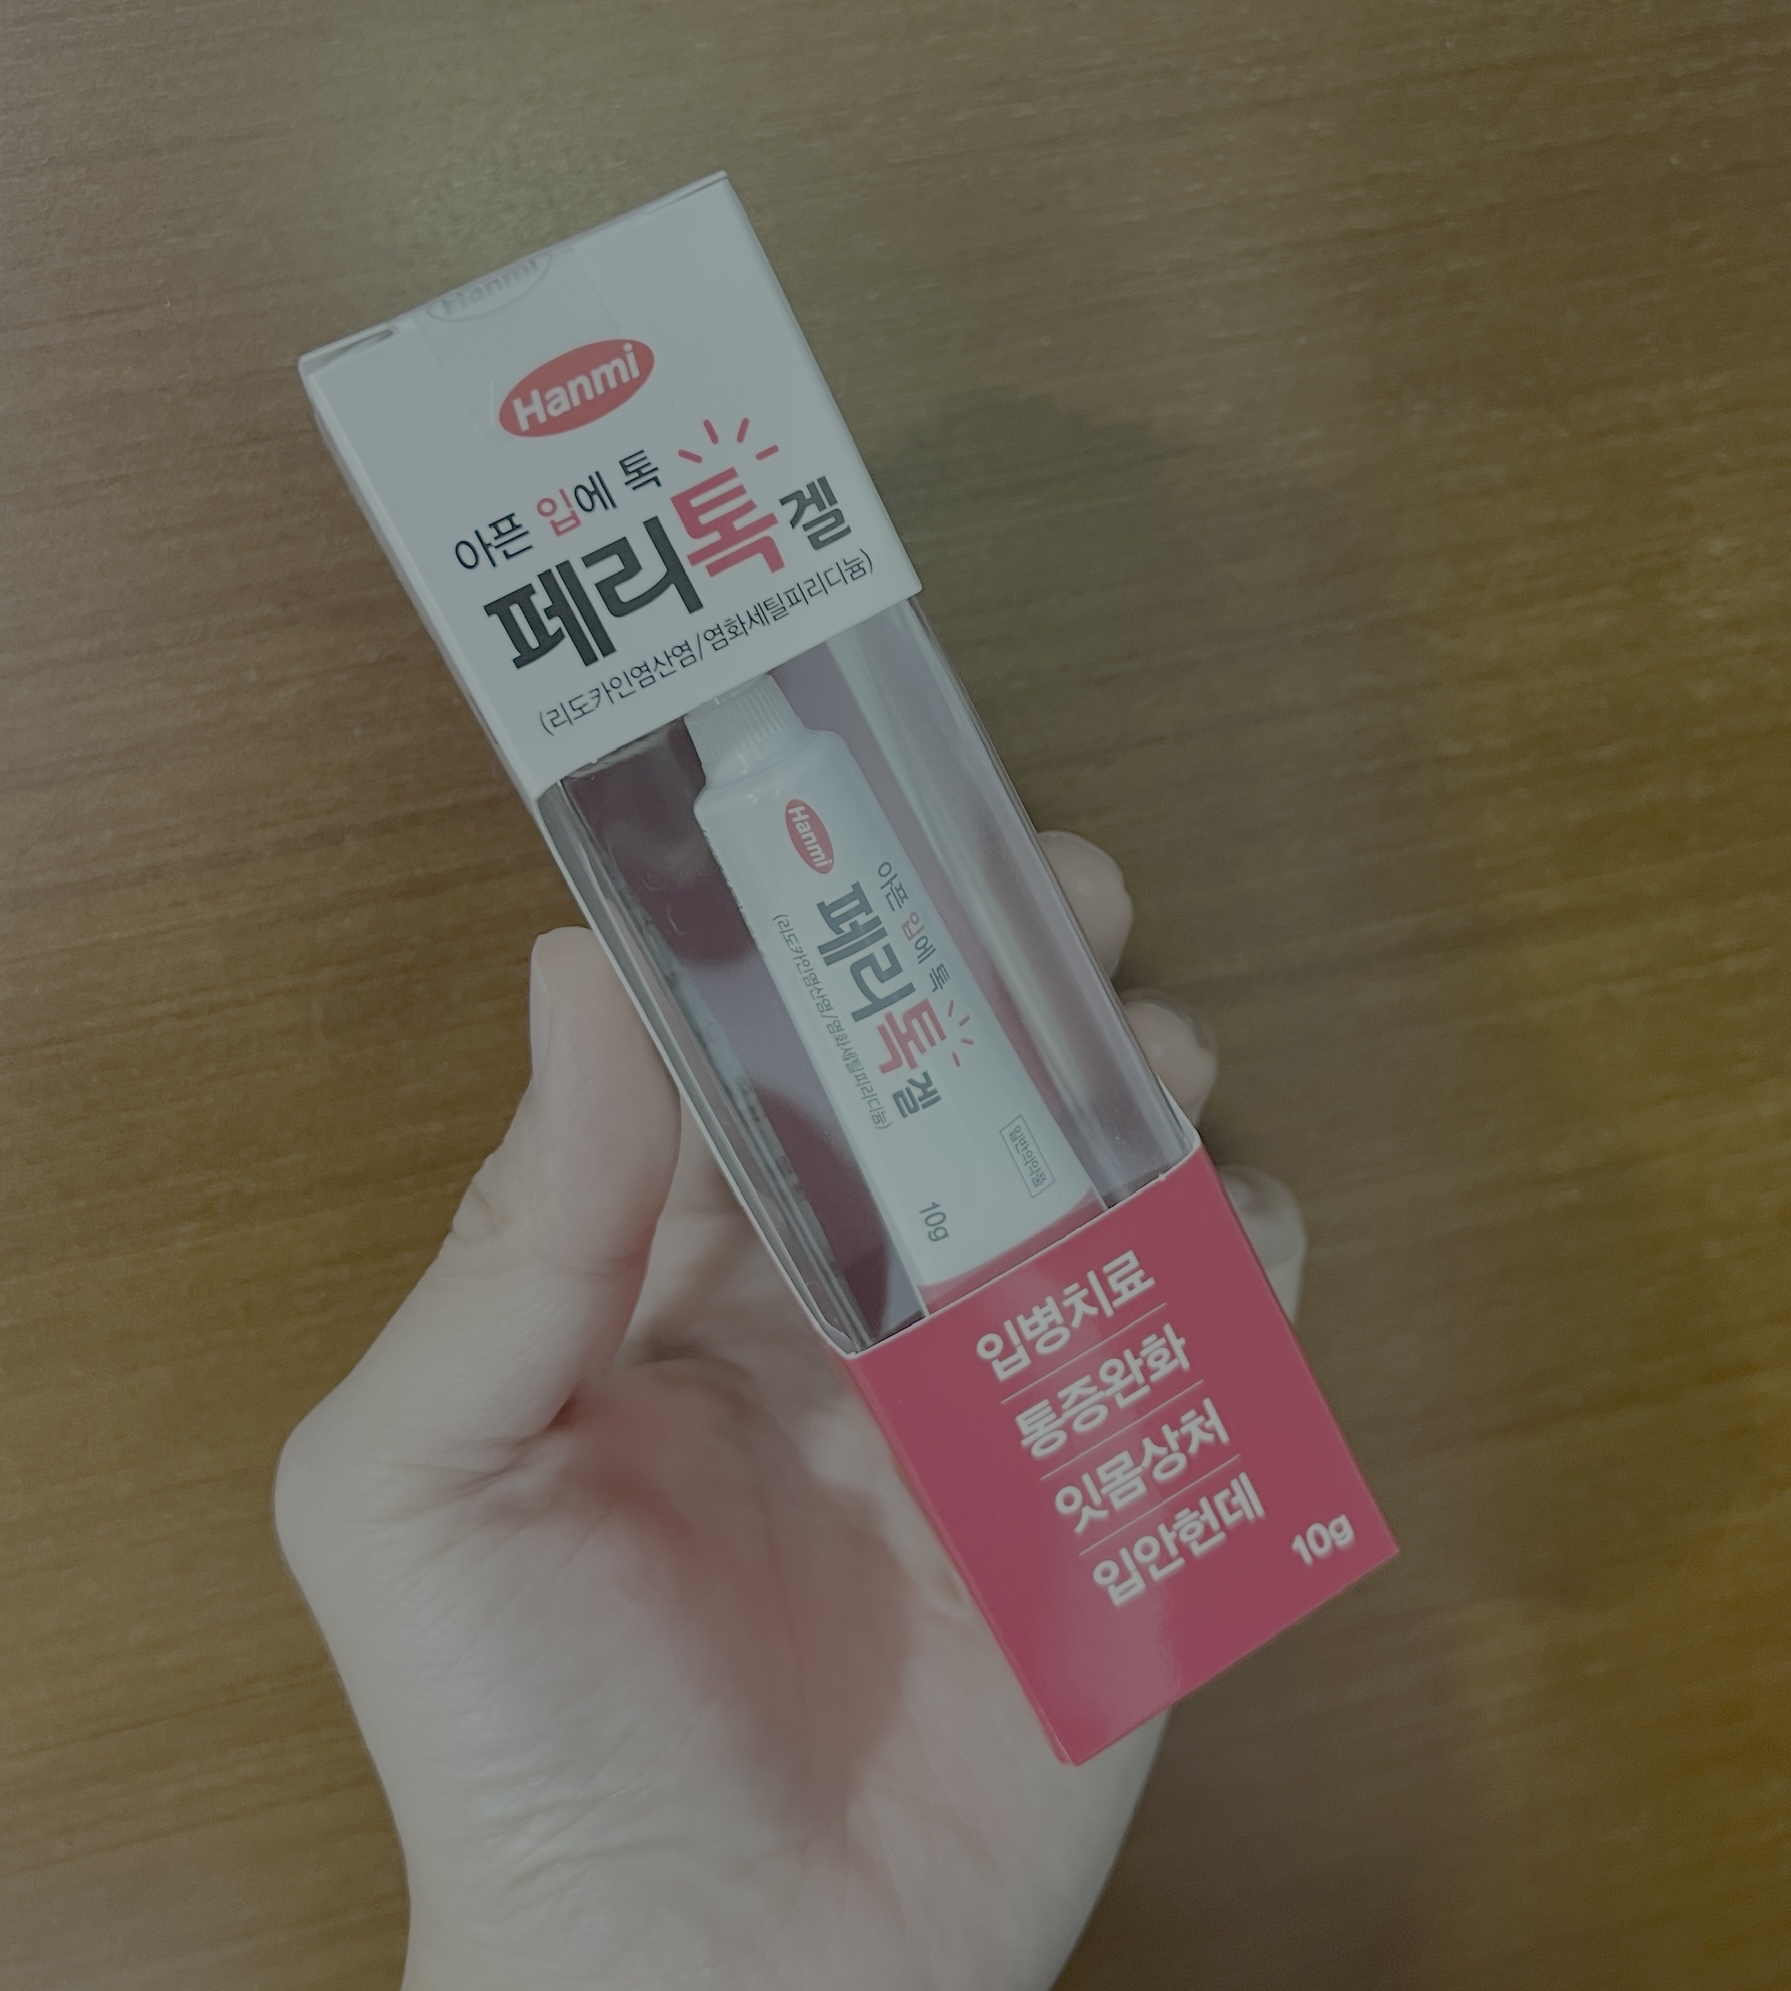 Hanmi
Hanmi
아픈 입에 톡
페리톡겔
(리도카인염산염/염화세틸피리디늄)
Hanmi
아픈 입에 톡
페리톡겔
(리도카인염산염/염화세틸피리디늄)
일반의약품
10g
입병치료
통증완화
잇몸상처
입안헌데
10g